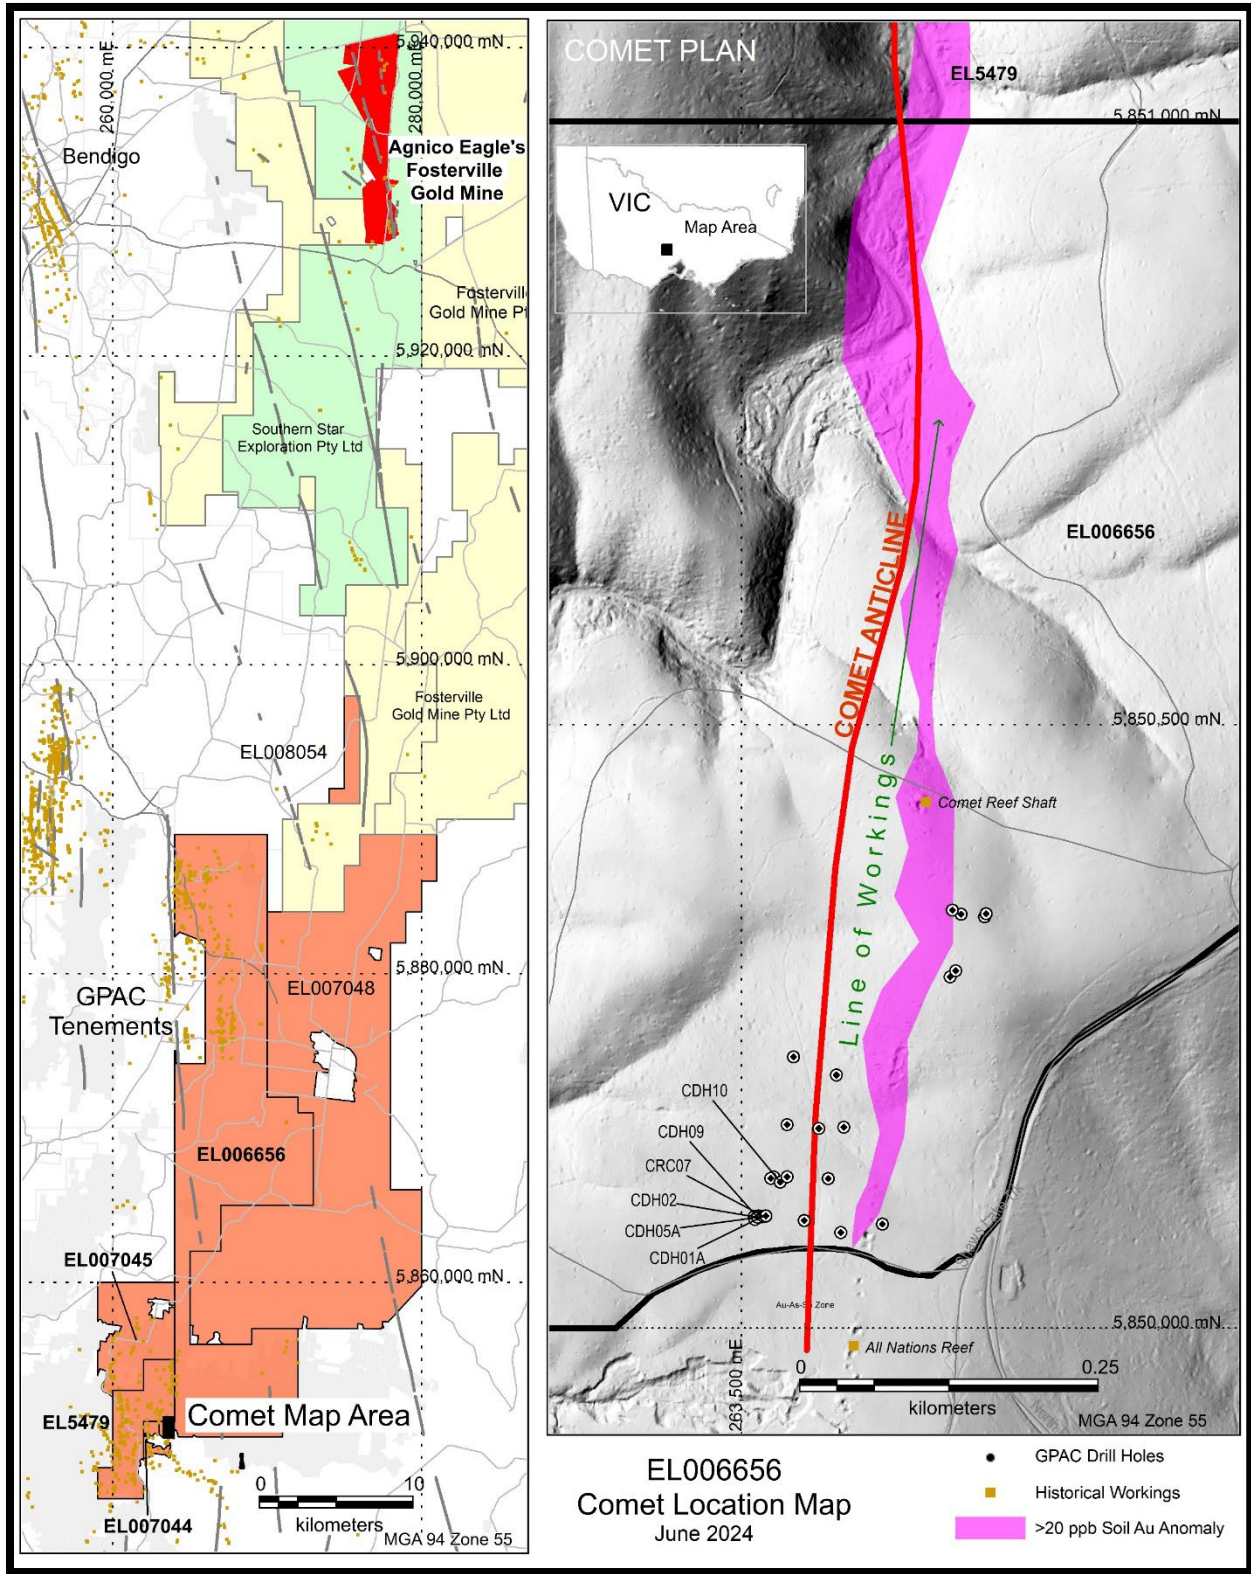 5,940,000 mN
260,000 mE
280,000 mE
Bendigo
Agnico Eagle's
Fosterville
Gold Mine
Fostervill
Gold Mine Pt
5,920,000 mN
Southern Star
Exploration Pty Ltd
5,900,000 mN
Fosterville
Gold Mine Pty Ltd
EL008054
5,880,000 mN
EL007048
GPAC
Tenements
EL006656
EL007045
5,860,000 mN
EL5479
Comet Map Area
0
10
kilometers
EL007044
MGA 94 Zone 55
COMET PLAN
EL5479
5,851,000 mN
VIC
Map Area
EL006656
COMET ANTICLINE
5,850,500 mN
Line of Workings
Comet Reef Shaft
CDH10
CDH09
CRC07
CDH02
CDH05A
CDH01A
Au-As-Sb Zone
5,850,000 mN
All Nations Reef
263,500 mE
0
0.25
kilometers
MGA 94 Zone 55
EL006656
Comet Location Map
June 2024
GPAC Drill Holes
Historical Workings
>20 ppb Soil Au Anomaly